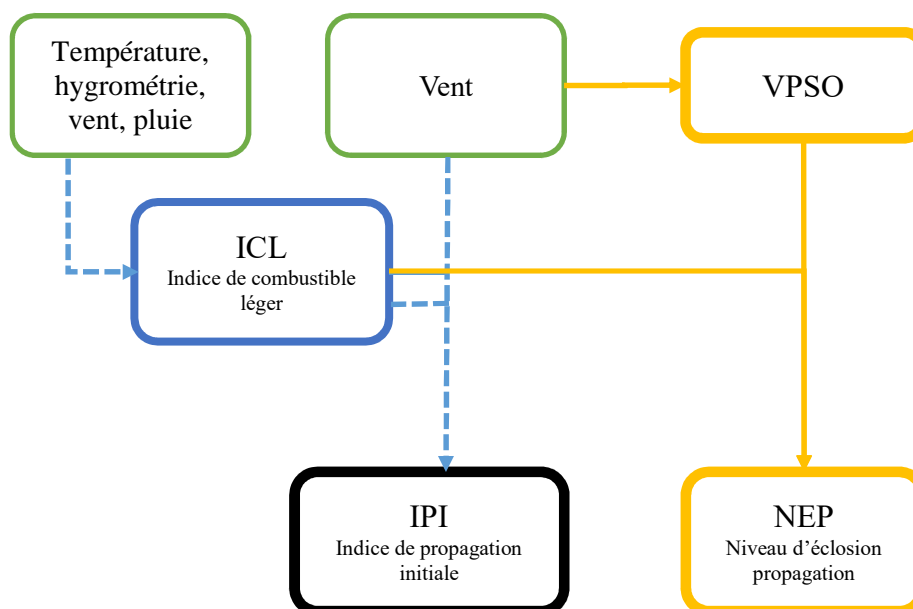 Température,
hygrométrie,
vent, pluie
Vent
VPSO
ICL
Indice de combustible
léger
IPI
Indice de propagation
initiale
NEP
Niveau d’éclosion
propagation